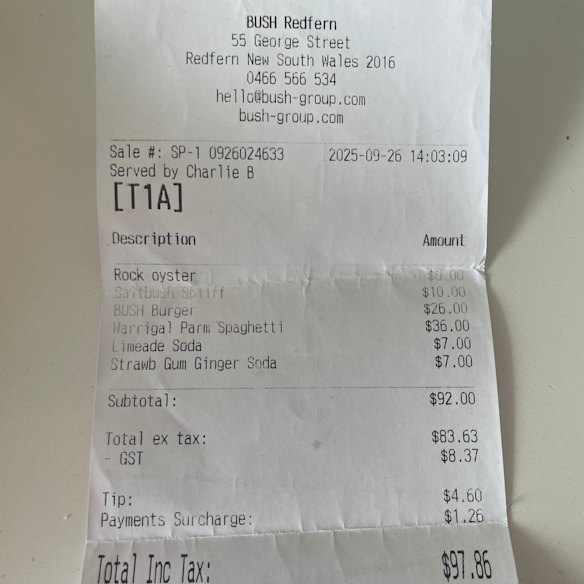 BUSH Redfern
55 George Street
Redfern New South Wales 2016
0466 566 534
hello@bush-group.com
bush-group.com
Sale #: SP-1 0926024633 2025-09-26 14:03:09
Served by Charlie B
[T1A]
Description Amount
Rock oyster $6.00
Saltbush Spliff $10.00
BUSH Burger $26.00
Warrigal Parm Spaghetti $36.00
Limeade Soda $7.00
Strawb Gum Ginger Soda $7.00
Subtotal: $92.00
Total ex tax: $83.63
- GST $8.37
Tip: $4.60
Payments Surcharge: $1.26
Total Inc Tax: $97.86